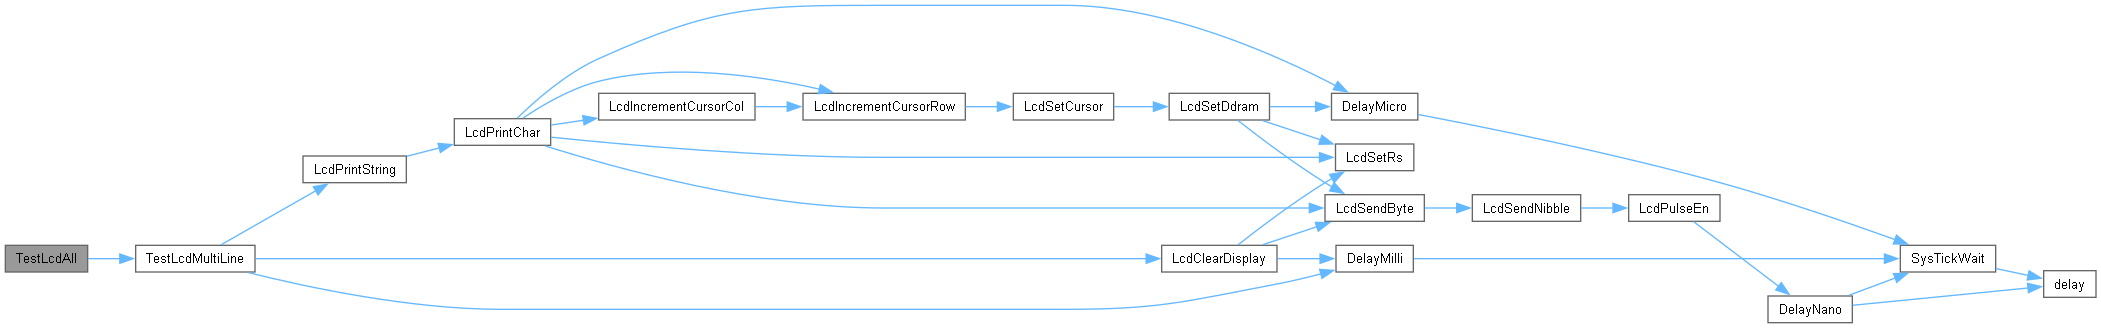 TestLcdAll
TestLcdMultiLine
LcdPrintString
LcdPrintChar
LcdIncrementCursorCol
LcdIncrementCursorRow
LcdSetCursor
LcdSetDdram
DelayMicro
LcdSetRs
LcdSendByte
LcdSendNibble
LcdPulseEn
LcdClearDisplay
DelayMilli
SysTickWait
DelayNano
delay